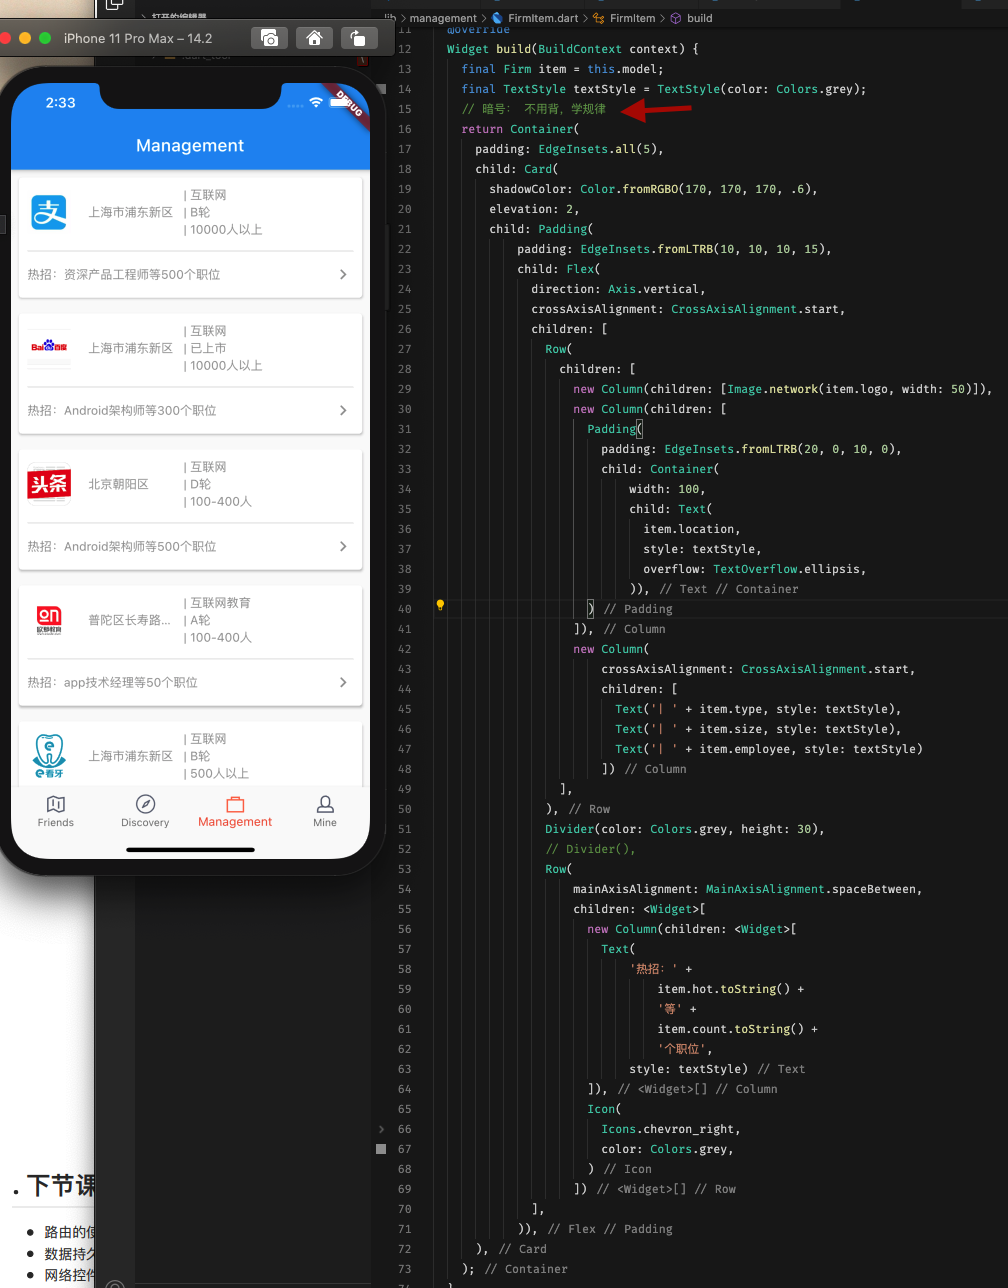 打开的编辑器
lib > management > FirmItem.dart > FirmItem > build
iPhone 11 Pro Max – 14.2
2:33
DEBUG
Management
支
上海市浦东新区
| 互联网
| B轮
| 10000人以上
热招：资深产品工程师等500个职位
Bai 百度
上海市浦东新区
| 互联网
| 已上市
| 10000人以上
热招：Android架构师等300个职位
头条
北京朝阳区
| 互联网
| D轮
| 100-400人
热招：Android架构师等500个职位
on
普陀区长寿路...
| 互联网教育
| A轮
| 100-400人
热招：app技术经理等50个职位
e看牙
上海市浦东新区
| 互联网
| B轮
| 500人以上
Friends
Discovery
Management
Mine
. 下节课
• 路由的使
• 数据持久
• 网络控件
11 @override
12 Widget build(BuildContext context) {
13 final Firm item = this.model;
14 final TextStyle textStyle = TextStyle(color: Colors.grey);
15 // 暗号： 不用背，学规律
16 return Container(
17 padding: EdgeInsets.all(5),
18 child: Card(
19 shadowColor: Color.fromRGBO(170, 170, 170, .6),
20 elevation: 2,
21 child: Padding(
22 padding: EdgeInsets.fromLTRB(10, 10, 10, 15),
23 child: Flex(
24 direction: Axis.vertical,
25 crossAxisAlignment: CrossAxisAlignment.start,
26 children: [
27 Row(
28 children: [
29 new Column(children: [Image.network(item.logo, width: 50)]),
30 new Column(children: [
31 Padding(
32 padding: EdgeInsets.fromLTRB(20, 0, 10, 0),
33 child: Container(
34 width: 100,
35 child: Text(
36 item.location,
37 style: textStyle,
38 overflow: TextOverflow.ellipsis,
39 )), // Text // Container
40 ) // Padding
41 ]), // Column
42 new Column(
43 crossAxisAlignment: CrossAxisAlignment.start,
44 children: [
45 Text('| ' + item.type, style: textStyle),
46 Text('| ' + item.size, style: textStyle),
47 Text('| ' + item.employee, style: textStyle)
48 ]) // Column
49 ],
50 ), // Row
51 Divider(color: Colors.grey, height: 30),
52 // Divider(),
53 Row(
54 mainAxisAlignment: MainAxisAlignment.spaceBetween,
55 children: <Widget>[
56 new Column(children: <Widget>[
57 Text(
58 '热招：' +
59 item.hot.toString() +
60 '等' +
61 item.count.toString() +
62 '个职位',
63 style: textStyle) // Text
64 ]), // <Widget>[] // Column
65 Icon(
66 Icons.chevron_right,
67 color: Colors.grey,
68 ) // Icon
69 ]) // <Widget>[] // Row
70 ],
71 )), // Flex // Padding
72 ), // Card
73 ); // Container